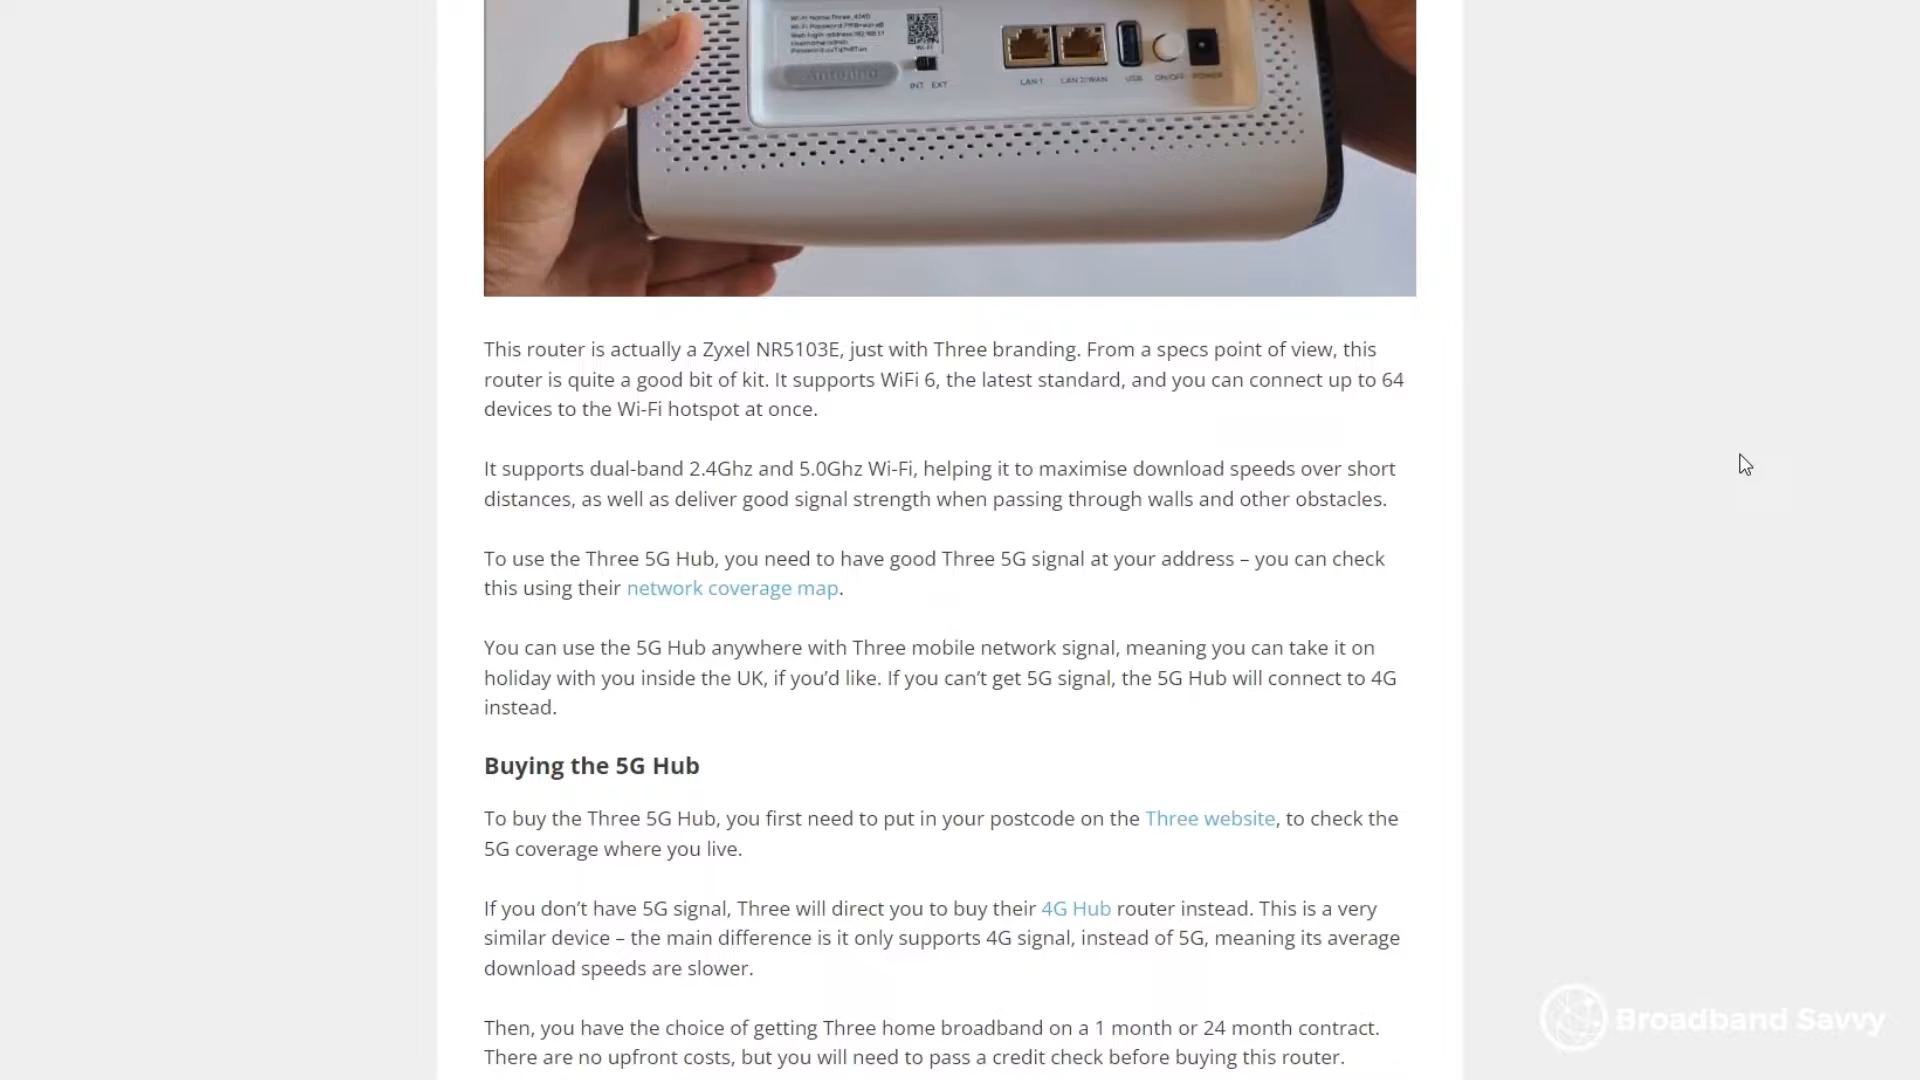 Antenna
INT EXT
LAN 1
LAN 2/WAN
USB
ON/OFF
POWER
This router is actually a Zyxel NR5103E, just with Three branding. From a specs point of view, this
router is quite a good bit of kit. It supports WiFi 6, the latest standard, and you can connect up to 64
devices to the Wi-Fi hotspot at once.
It supports dual-band 2.4Ghz and 5.0Ghz Wi-Fi, helping it to maximise download speeds over short
distances, as well as deliver good signal strength when passing through walls and other obstacles.
To use the Three 5G Hub, you need to have good Three 5G signal at your address – you can check
this using their network coverage map.
You can use the 5G Hub anywhere with Three mobile network signal, meaning you can take it on
holiday with you inside the UK, if you’d like. If you can’t get 5G signal, the 5G Hub will connect to 4G
instead.
Buying the 5G Hub
To buy the Three 5G Hub, you first need to put in your postcode on the Three website, to check the
5G coverage where you live.
If you don’t have 5G signal, Three will direct you to buy their 4G Hub router instead. This is a very
similar device – the main difference is it only supports 4G signal, instead of 5G, meaning its average
download speeds are slower.
Then, you have the choice of getting Three home broadband on a 1 month or 24 month contract.
There are no upfront costs, but you will need to pass a credit check before buying this router.
Broadband Savvy